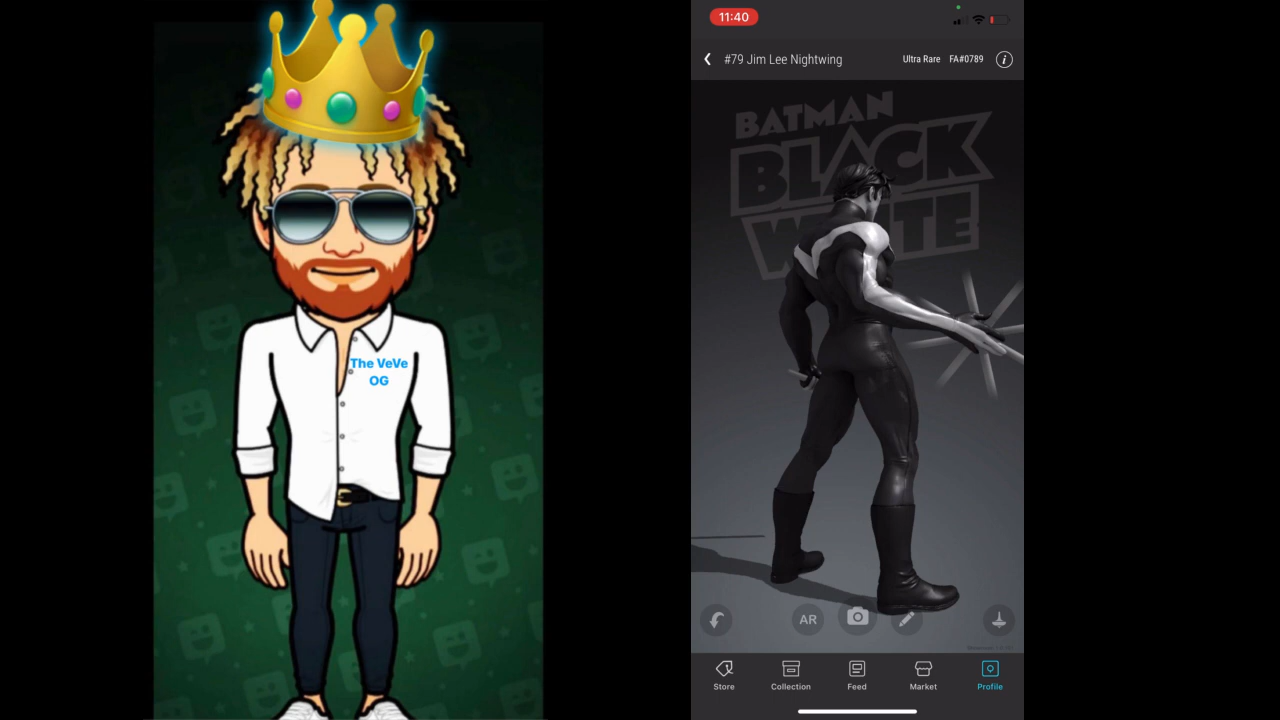 The VeVe
OG
11:40
#79 Jim Lee Nightwing
Ultra Rare
FA#0789
BATMAN
BLACK
WHITE
AR
Store
Collection
Feed
Market
Profile